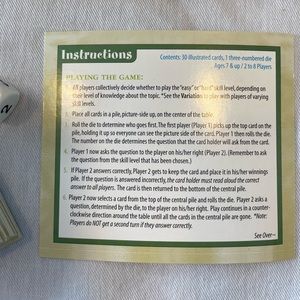 Instructions
Contents: 30 illustrated cards, 1 three-numbered die
Ages 7 & up / 2 to 8 Players
PLAYING THE GAME:
1. All players collectively decide whether to play the "easy" or "hard" skill level, depending on
their level of knowledge about the topic. *See the Variation to play with players of varying
skill levels.
2. Place all cards in a pile, picture-side up, on the center of the table.
3. Roll the die to determine who goes first. The first player (Player 1) picks up the top card on the
pile, holding it up so everyone can see the picture side of the card. Player 1 then rolls the
The number on the die determines the question that the card holder will ask from the card.
4. Player 1 now asks the question to the player on his/her right (Player 2). (Remember to ask
the question from the skill level that has been chosen.)
5. If Player 2 answers correctly, Player 2 gets to keep the card and place it in his/her winnings
pile. If the question is answered incorrectly, the card holder must read aloud the correct
answer to all players. The card is then returned to the bottom of the central pile.
6. Player 2 now selects a card from the top of the central pile and rolls the die. Player 2 asks a
question, determined by the die, to the player on his/her right. Play continues in a counter-
clockwise direction around the table until all the cards in the central pile are gone. *Note:
Players do NOT get a second turn if they answer correctly.
See Over~
2